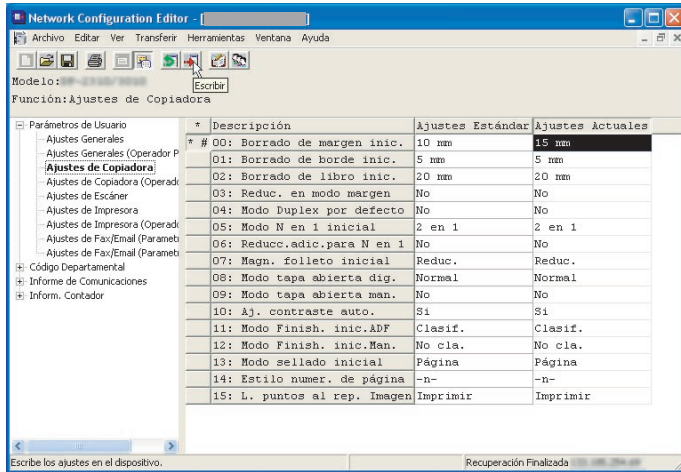 Network Configuration Editor - [ ]
Archivo Editar Ver Transferir Herramientas Ventana Ayuda
Modelo:
Escribir
Función:Ajustes de Copiadora
Parámetros de Usuario
Ajustes Generales
Ajustes Generales (Operador P
Ajustes de Copiadora
Ajustes de Copiadora (Operado
Ajustes de Escáner
Ajustes de Impresora
Ajustes de Impresora (Operado
Ajustes de Fax/Email (Parametr
Ajustes de Fax/Email (Parametr
Código Departamental
Informe de Comunicaciones
Inform. Contador
* Descripción Ajustes Estándar Ajustes Actuales
* # 00: Borrado de margen inic. 10 mm 15 mm
01: Borrado de borde inic. 5 mm 5 mm
02: Borrado de libro inic. 20 mm 20 mm
03: Reduc. en modo margen No No
04: Modo Duplex por defecto No No
05: Modo N en 1 inicial 2 en 1 2 en 1
06: Reducc.adic.para N en 1 No No
07: Magn. folleto inicial Reduc. Reduc.
08: Modo tapa abierta dig. Normal Normal
09: Modo tapa abierta man. No No
10: Aj. contraste auto. Si Si
11: Modo Finish. inic.ADF Clasif. Clasif.
12: Modo Finish. inic.Man. No cla. No cla.
13: Modo sellado inicial Página Página
14: Estilo numer. de página -n- -n-
15: L. puntos al rep. Imagen Imprimir Imprimir
Escribe los ajustes en el dispositivo.
Recuperación Finalizada